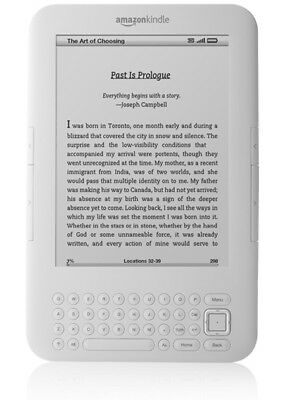 amazonkindle
The Art of Choosing
Past Is Prologue
Everything begins with a story.
—Joseph Campbell
I was born in Toronto, one month early and during a
blizzard that covered the city in snow and silence. The
surprise and the low-visibility conditions that
accompanied my arrival were portents, though they
went unrecognized at the time. My mother, as a recent
immigrant from India, was of two worlds, and she
would pass that multiple identity on to me. My father
was making his way to Canada, but had not yet arrived;
his absence at my birth was a sign of the deeper
absence yet to come. Looking back, I see all the ways in
which my life was set the moment I was born into it.
Whether in the stars or in stone, whether by the hand
of God or some unnameable force, it was already
written, and every action of mine would serve to
7% Locations 32-39 298
Q W E R T Y U I O P Menu
A S D F G H J K L
Z X C V B N M
Aa Home Back